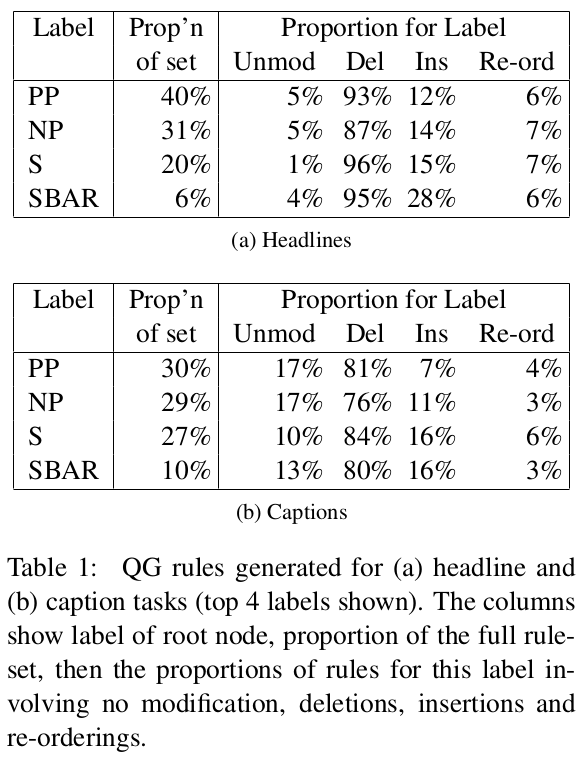 Label Prop'n Proportion for Label
of set Unmod Del Ins Re-ord
PP 40% 5% 93% 12% 6%
NP 31% 5% 87% 14% 7%
S 20% 1% 96% 15% 7%
SBAR 6% 4% 95% 28% 6%
(a) Headlines
Label Prop'n Proportion for Label
of set Unmod Del Ins Re-ord
PP 30% 17% 81% 7% 4%
NP 29% 17% 76% 11% 3%
S 27% 10% 84% 16% 6%
SBAR 10% 13% 80% 16% 3%
(b) Captions
Table 1: QG rules generated for (a) headline and
(b) caption tasks (top 4 labels shown). The columns
show label of root node, proportion of the full rule-
set, then the proportions of rules for this label in-
volving no modification, deletions, insertions and
re-orderings.